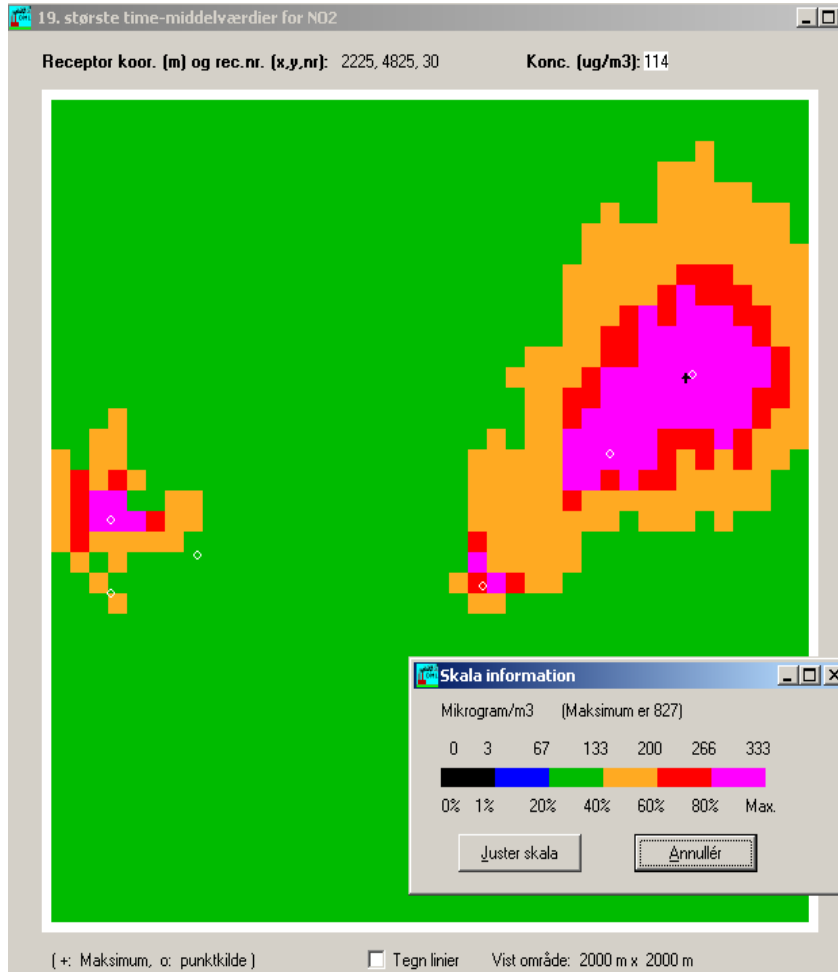 19. største time-middelværdier for NO2
Receptor koor. (m) og rec.nr. (x,y,nr): 2225, 4825, 30 Konc. (ug/m3): 114
Skala information
Mikrogram/m3 (Maksimum er 827)
0 3 67 133 200 266 333
0% 1% 20% 40% 60% 80% Max.
Juster skala Annullér
( +: Maksimum, o: punktkilde ) Tegn linier Vist område: 2000 m x 2000 m